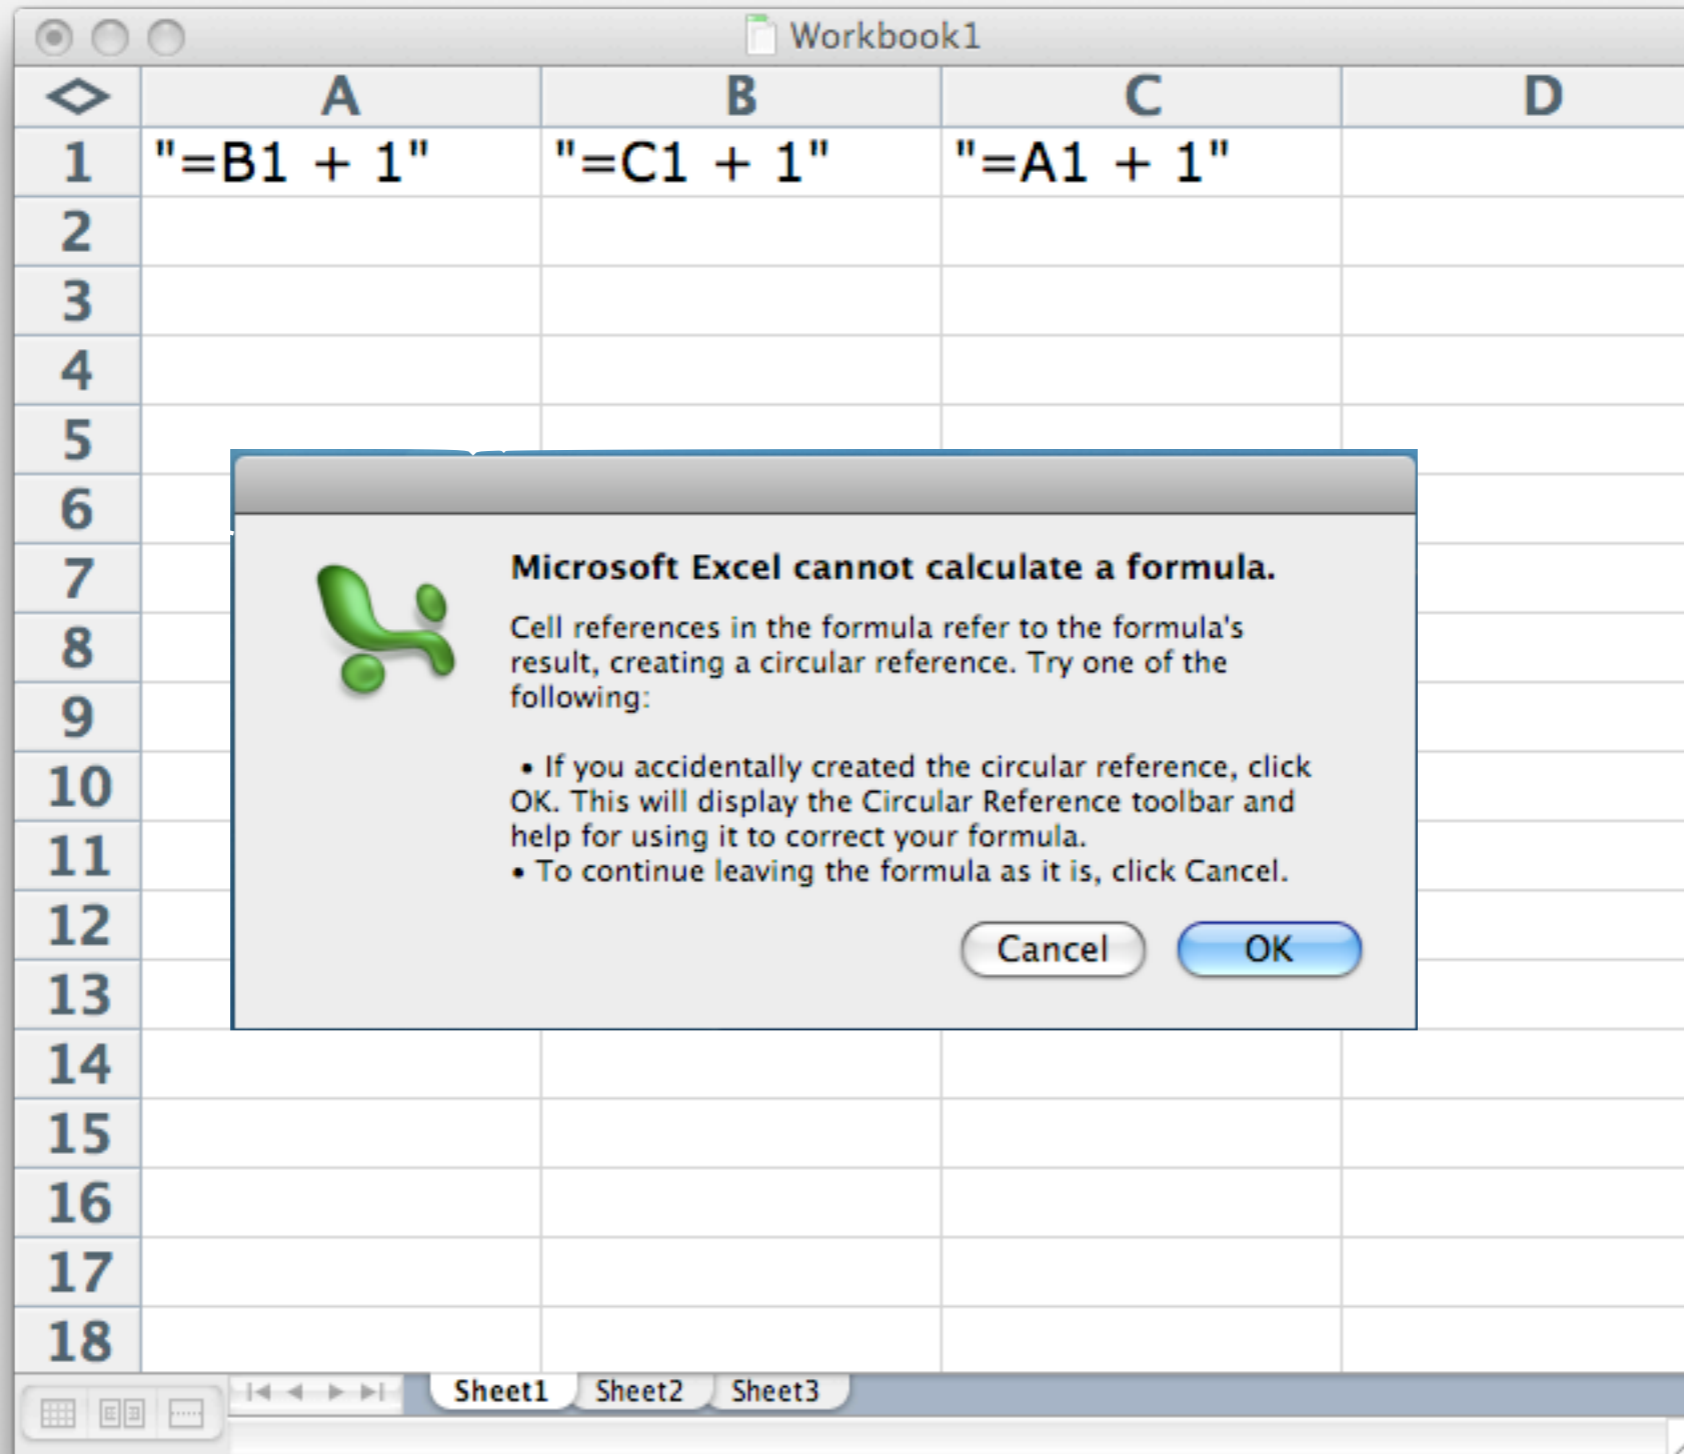 Workbook1
A B C D
1 "=B1 + 1" "=C1 + 1" "=A1 + 1"
2
3
4
5
6
7
8
9
10
11
12
13
14
15
16
17
18
Microsoft Excel cannot calculate a formula.
Cell references in the formula refer to the formula's
result, creating a circular reference. Try one of the
following:
• If you accidentally created the circular reference, click
OK. This will display the Circular Reference toolbar and
help for using it to correct your formula.
• To continue leaving the formula as it is, click Cancel.
Cancel OK
Sheet1 Sheet2 Sheet3